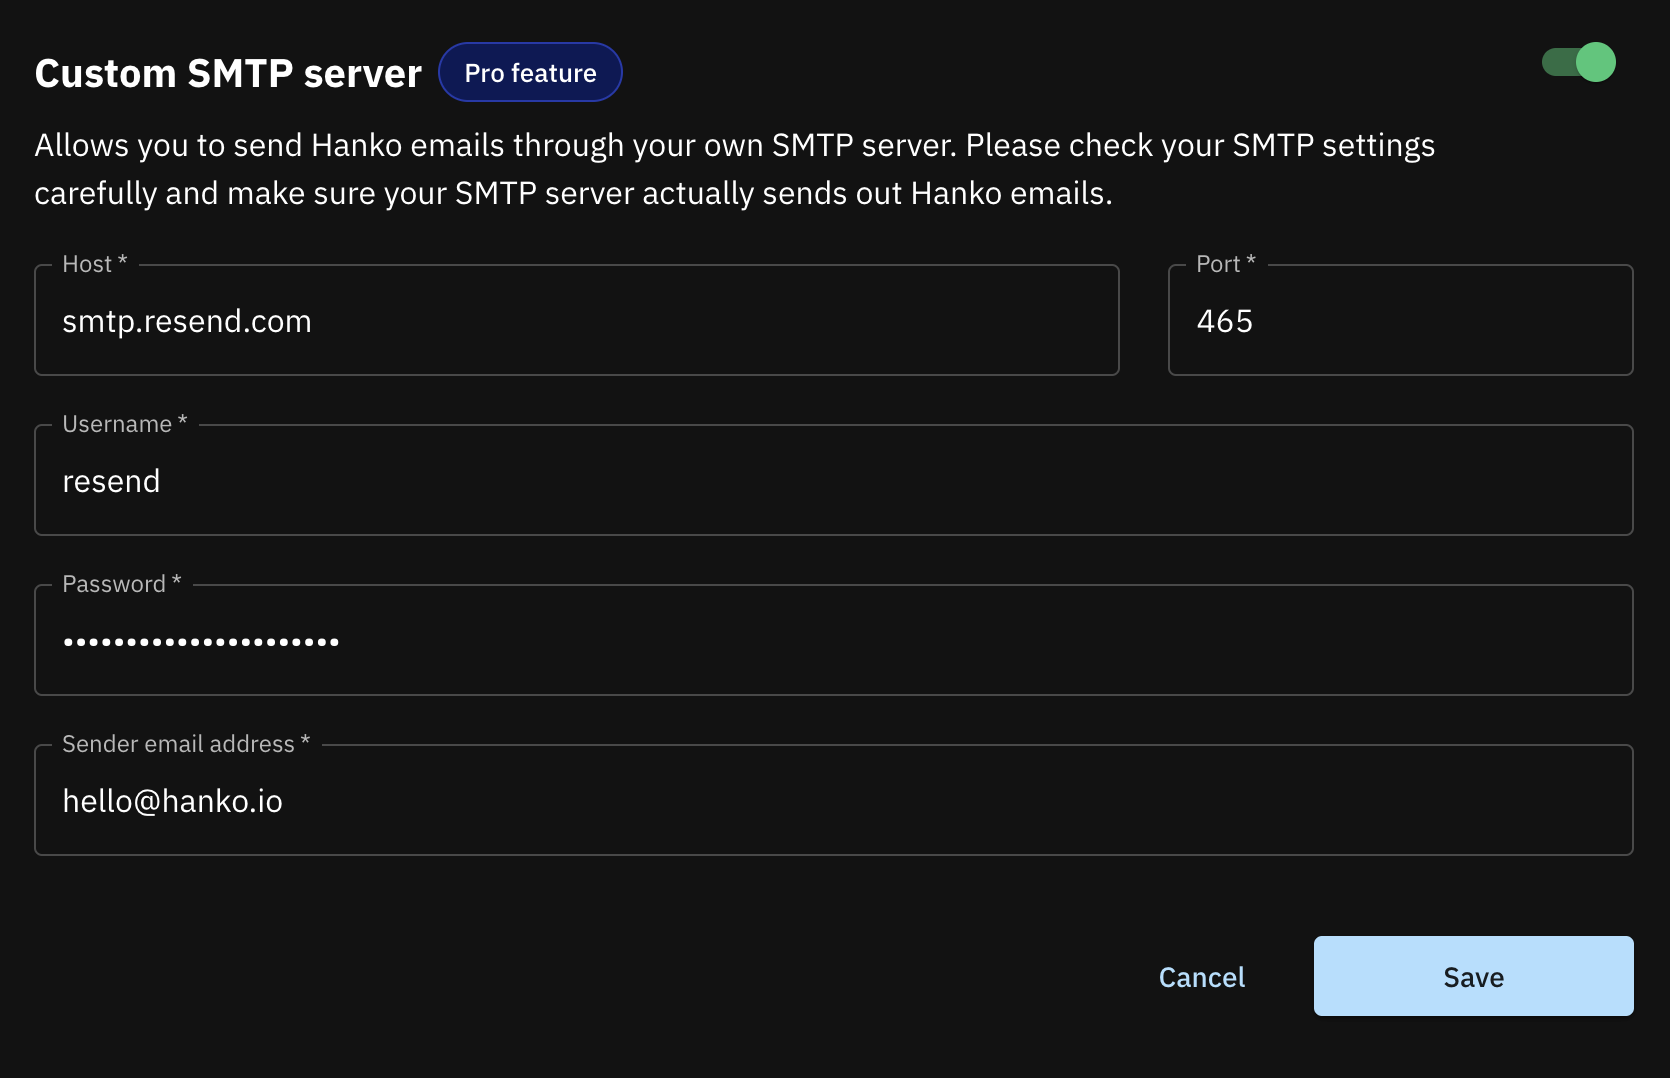 Custom SMTP server Pro feature
Allows you to send Hanko emails through your own SMTP server. Please check your SMTP settings
carefully and make sure your SMTP server actually sends out Hanko emails.
Host *
smtp.resend.com
Port *
465
Username *
resend
Password *
••••••••••••••••••••••
Sender email address *
hello@hanko.io
Cancel
Save